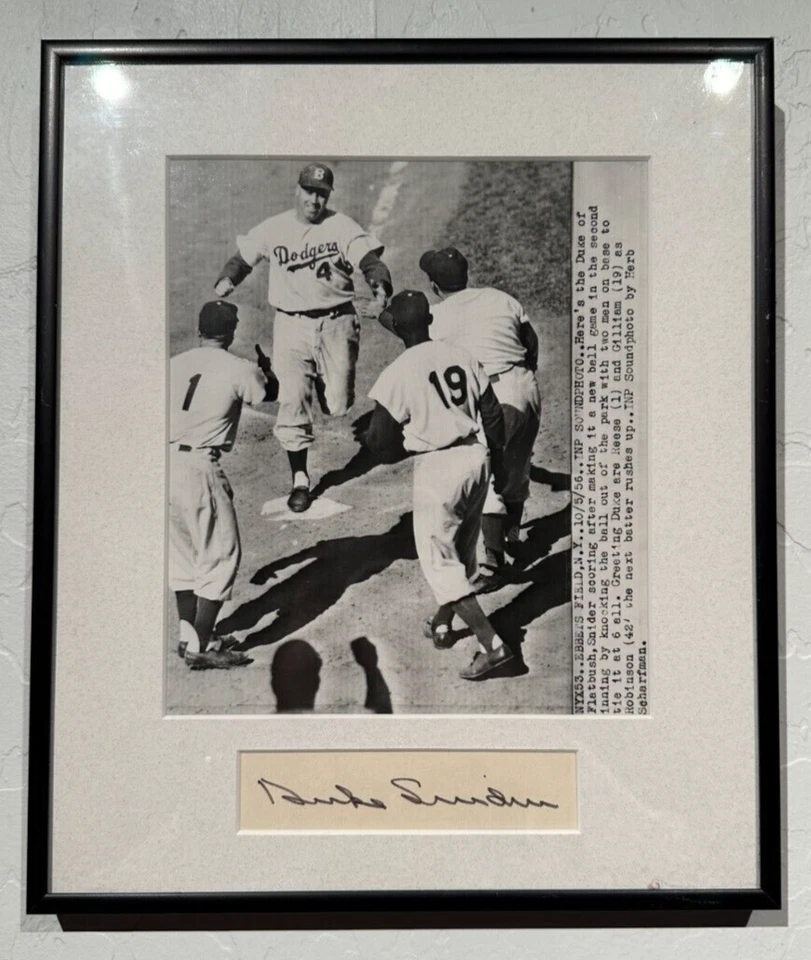 B
Dodgers
4
1
19
NYX53..EBBETS FIELD,N.Y..10/5/56..INP SOUNDPHOTO..Here's the Duke of
Flatbush,Snider scoring after making it a new ball game in the second
inning by knocking the ball out of the park with two men on base to
tie it at 6 all. Greeting Duke are Reese (1) and Gilliam (19) as
Robinson (42' the next batter rushes up..INP Soundphoto by Herb
Scharfman.
Duke Snider